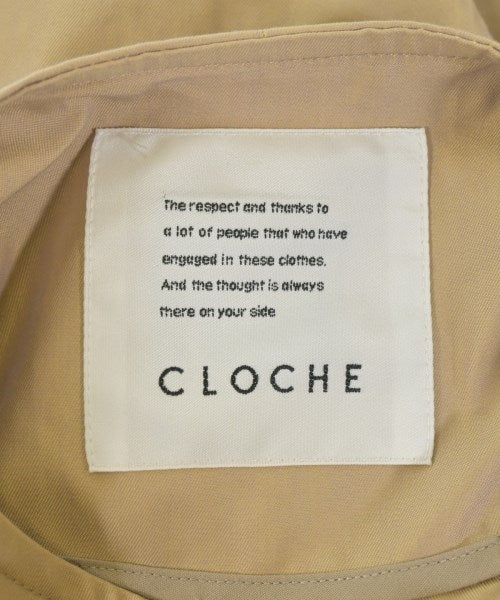 The respect and thanks to
a lot of people that who have
engaged in these clothes.
And the thought is always
there on your side
CLOCHE